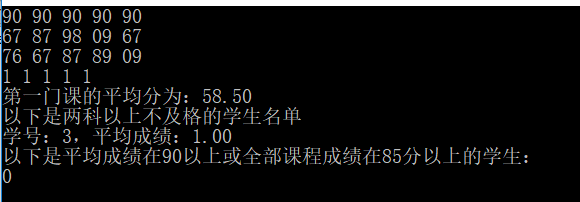 90 90 90 90 90
67 87 98 09 67
76 67 87 89 09
1 1 1 1 1
第一门课的平均分为：58.50
以下是两科以上不及格的学生名单
学号：3，平均成绩：1.00
以下是平均成绩在90以上或全部课程成绩在85分以上的学生：
0